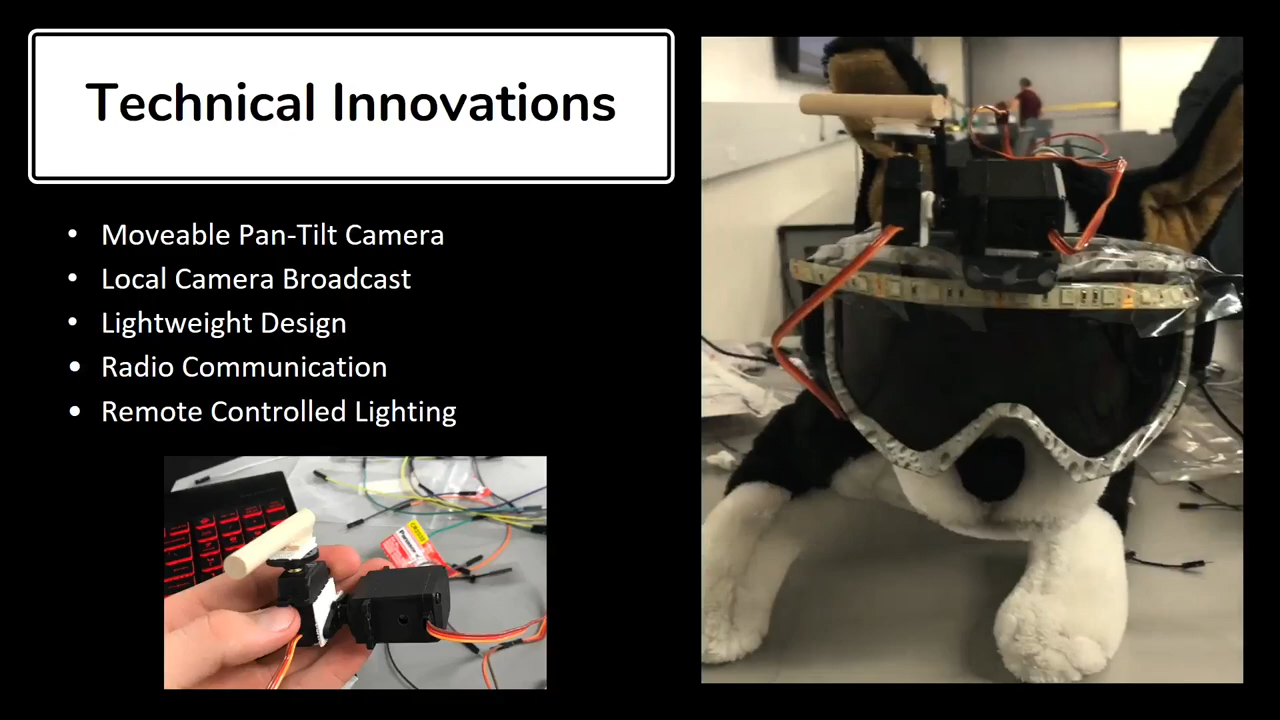 Technical Innovations
• Moveable Pan-Tilt Camera
• Local Camera Broadcast
• Lightweight Design
• Radio Communication
• Remote Controlled Lighting